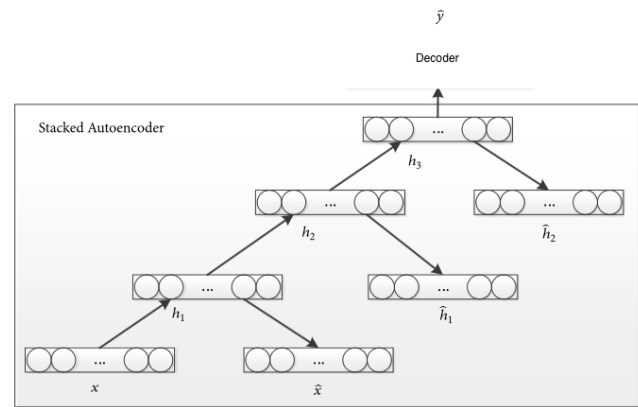 ŷ
Decoder
Stacked Autoencoder
...
h₃
... ...
h₂ ĥ₂
... ...
h₁ ĥ₁
... ...
x x̂